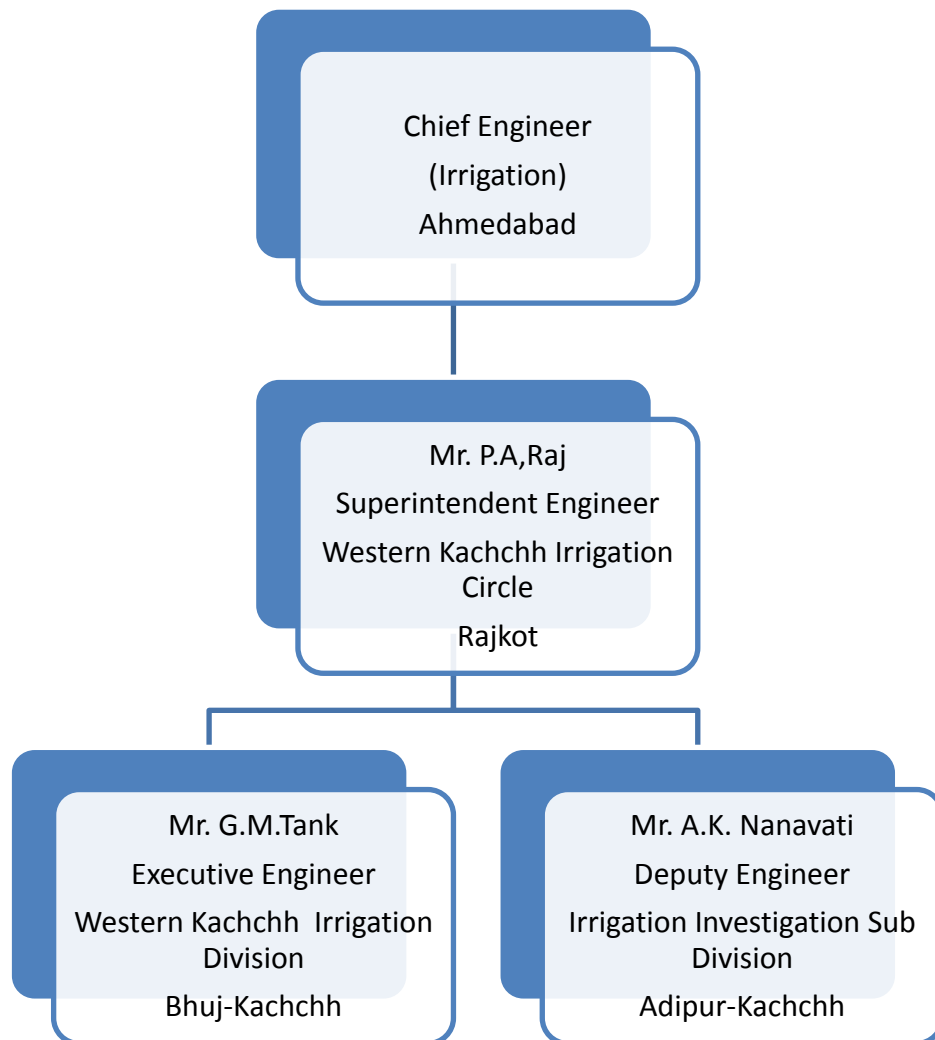 Chief Engineer
(Irrigation)
Ahmedabad
Mr. P.A,Raj
Superintendent Engineer
Western Kachchh Irrigation
Circle
Rajkot
Mr. G.M.Tank
Executive Engineer
Western Kachchh  Irrigation
Division
Bhuj-Kachchh
Mr. A.K. Nanavati
Deputy Engineer
Irrigation Investigation Sub
Division
Adipur-Kachchh